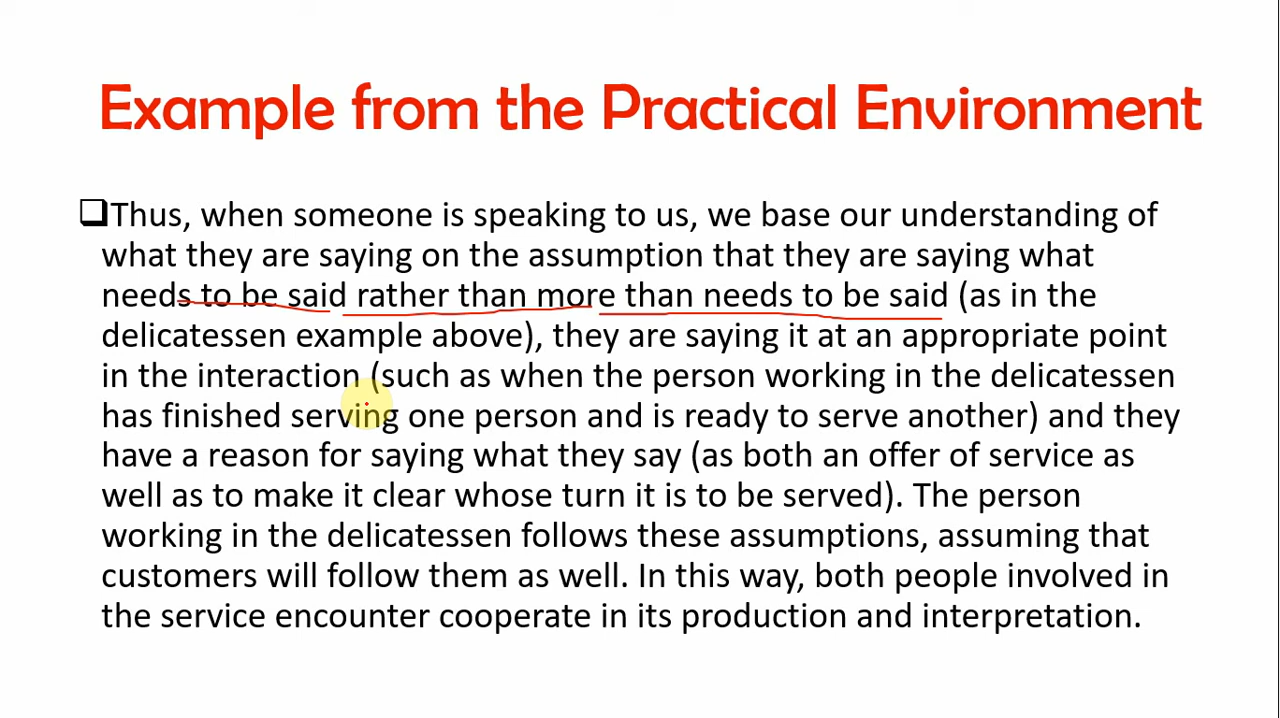 Example from the Practical Environment
Thus, when someone is speaking to us, we base our understanding of
what they are saying on the assumption that they are saying what
needs to be said rather than more than needs to be said (as in the
delicatessen example above), they are saying it at an appropriate point
in the interaction (such as when the person working in the delicatessen
has finished serving one person and is ready to serve another) and they
have a reason for saying what they say (as both an offer of service as
well as to make it clear whose turn it is to be served). The person
working in the delicatessen follows these assumptions, assuming that
customers will follow them as well. In this way, both people involved in
the service encounter cooperate in its production and interpretation.